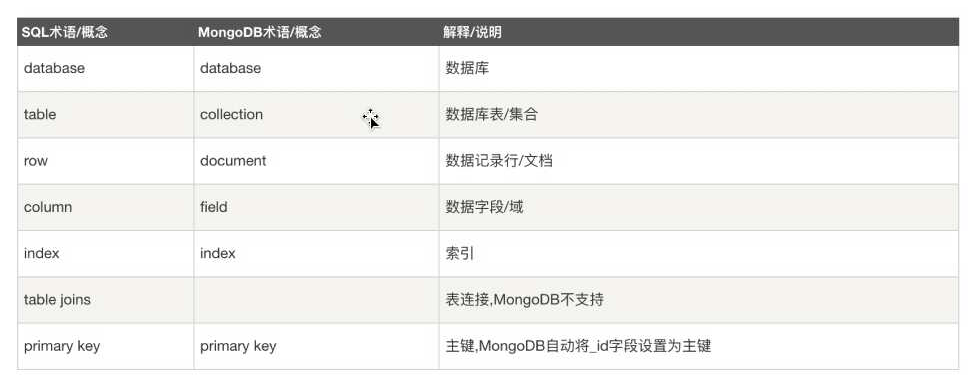 SQL术语/概念 MongoDB术语/概念 解释/说明
database database 数据库
table collection 数据库表/集合
row document 数据记录行/文档
column field 数据字段/域
index index 索引
table joins 表连接,MongoDB不支持
primary key primary key 主键,MongoDB自动将_id字段设置为主键